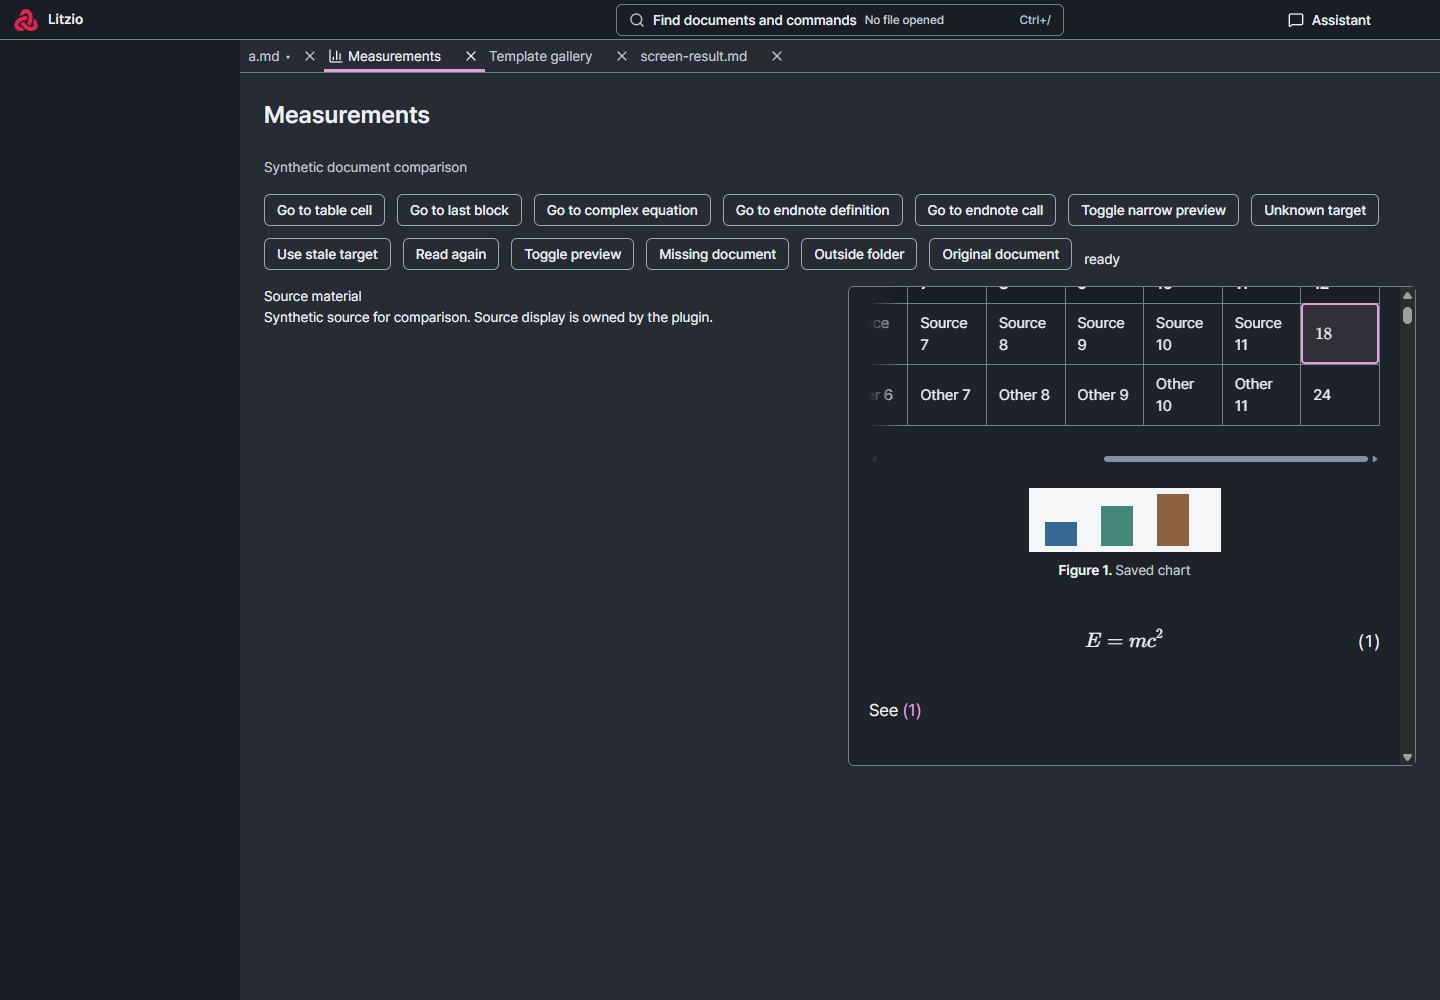 Litzio
Find documents and commands No file opened Ctrl+/
Assistant
a.md •
Measurements
Template gallery
screen-result.md
Measurements
Synthetic document comparison
Go to table cell
Go to last block
Go to complex equation
Go to endnote definition
Go to endnote call
Toggle narrow preview
Unknown target
Use stale target
Read again
Toggle preview
Missing document
Outside folder
Original document
ready
Source material
Synthetic source for comparison. Source display is owned by the plugin.
Source 7
Source 8
Source 9
Source 10
Source 11
18
Other 7
Other 8
Other 9
Other 10
Other 11
24
Figure 1. Saved chart
E = mc² (1)
See (1)